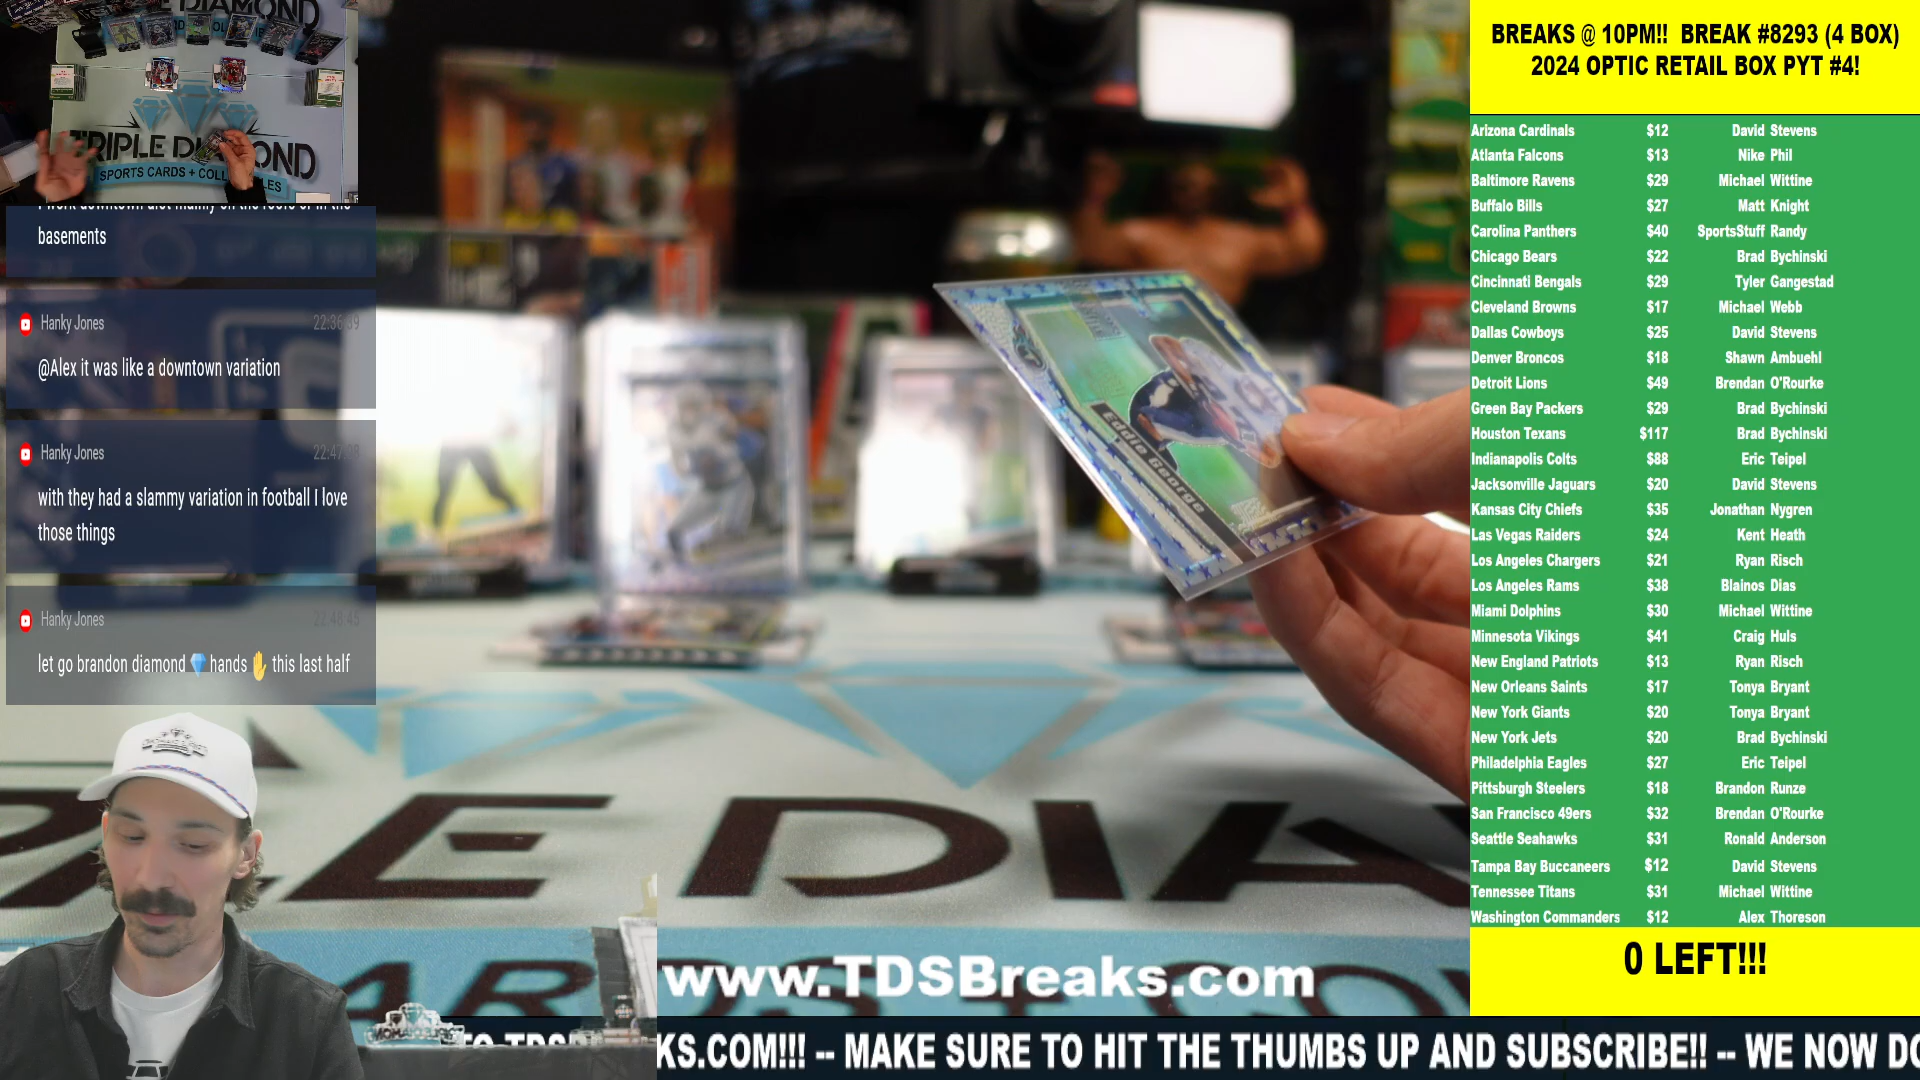 BREAKS @ 10PM!! BREAK #8293 (4 BOX)
2024 OPTIC RETAIL BOX PYT #4!
Arizona Cardinals $12 David Stevens
Atlanta Falcons $13 Nike Phil
Baltimore Ravens $29 Michael Wittine
Buffalo Bills $27 Matt Knight
Carolina Panthers $40 SportsStuff Randy
Chicago Bears $22 Brad Bychinski
Cincinnati Bengals $29 Tyler Gangestad
Cleveland Browns $17 Michael Webb
Dallas Cowboys $25 David Stevens
Denver Broncos $18 Shawn Ambuehl
Detroit Lions $49 Brendan O'Rourke
Green Bay Packers $29 Brad Bychinski
Houston Texans $117 Brad Bychinski
Indianapolis Colts $88 Eric Teipel
Jacksonville Jaguars $20 David Stevens
Kansas City Chiefs $35 Jonathan Nygren
Las Vegas Raiders $24 Kent Heath
Los Angeles Chargers $21 Ryan Risch
Los Angeles Rams $38 Blainos Dias
Miami Dolphins $30 Michael Wittine
Minnesota Vikings $41 Craig Huls
New England Patriots $13 Ryan Risch
New Orleans Saints $17 Tonya Bryant
New York Giants $20 Tonya Bryant
New York Jets $20 Brad Bychinski
Philadelphia Eagles $27 Eric Teipel
Pittsburgh Steelers $18 Brandon Runze
San Francisco 49ers $32 Brendan O'Rourke
Seattle Seahawks $31 Ronald Anderson
Tampa Bay Buccaneers $12 David Stevens
Tennessee Titans $31 Michael Wittine
Washington Commanders $12 Alex Thoreson
0 LEFT!!!
TRIPLE DIAMOND
SPORTS CARDS + COLL
basements
Hanky Jones 22:36:39
@Alex it was like a downtown variation
Hanky Jones
with they had a slammy variation in football I love
those things
Hanky Jones 22:48:46
let go brandon diamond 💎 hands ✋ this last half
Eddie George
PLE DIA
www.TDSBreaks.com
KS.COM!!! -- MAKE SURE TO HIT THE THUMBS UP AND SUBSCRIBE!! -- WE NOW DO